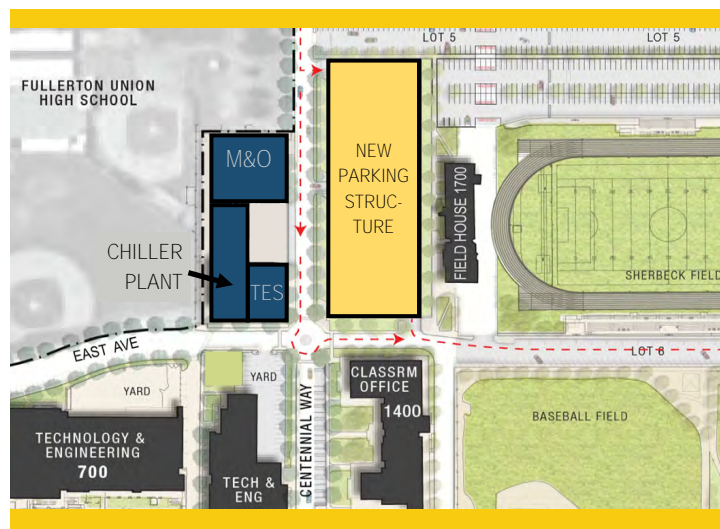 LOT 5
LOT 5
FULLERTON UNION
HIGH SCHOOL
M&O
NEW
PARKING
STRUC-
TURE
FIELD HOUSE 1700
CHILLER
PLANT
TES
SHERBECK FIELD
EAST AVE
LOT 6
YARD
YARD
CENTENNIAL WAY
CLASSRM
OFFICE
1400
BASEBALL FIELD
TECHNOLOGY &
ENGINEERING
700
TECH &
ENG